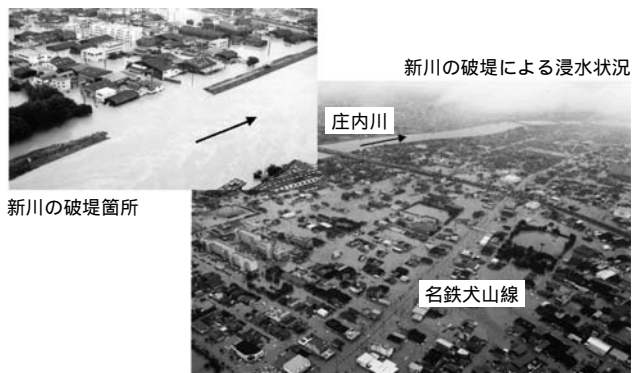 新川の破堤による浸水状況
庄内川
新川の破堤箇所
名鉄犬山線